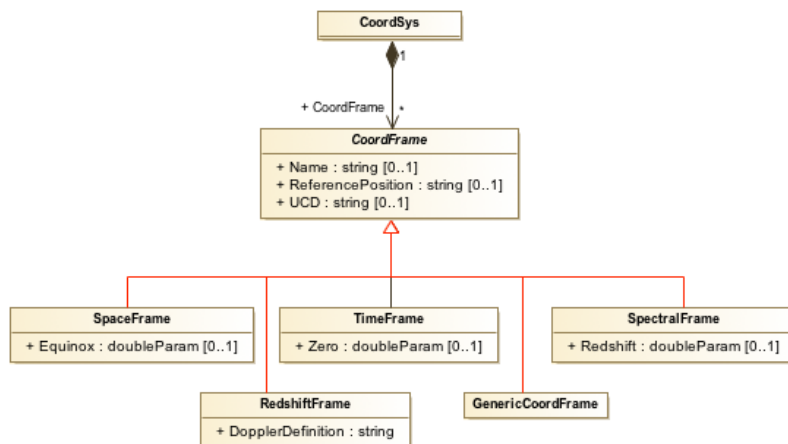 CoordSys
1
+ CoordFrame
*
CoordFrame
+ Name : string [0..1]
+ ReferencePosition : string [0..1]
+ UCD : string [0..1]
SpaceFrame
+ Equinox : doubleParam [0..1]
TimeFrame
+ Zero : doubleParam [0..1]
SpectralFrame
+ Redshift : doubleParam [0..1]
RedshiftFrame
+ DopplerDefinition : string
GenericCoordFrame